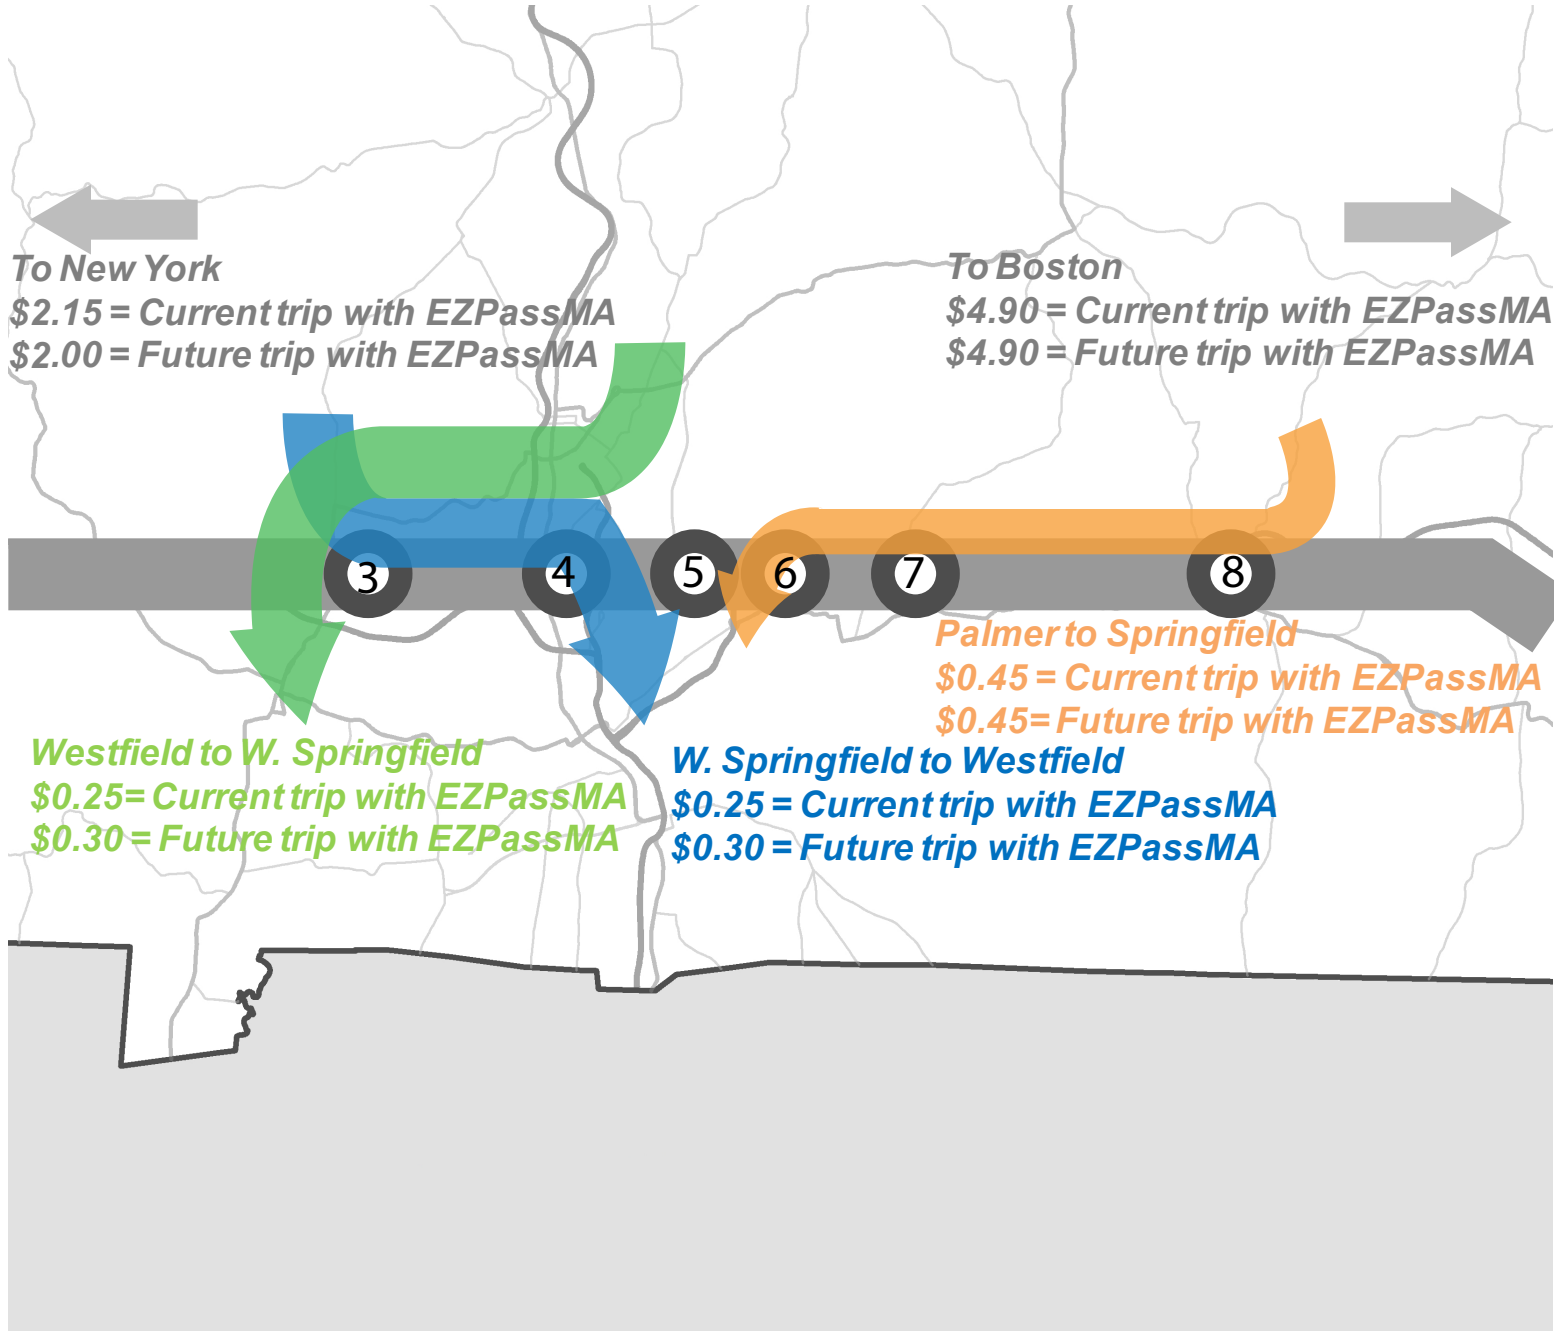 To New York
$2.15 = Current trip with EZPassMA
$2.00 = Future trip with EZPassMA
To Boston
$4.90 = Current trip with EZPassMA
$4.90 = Future trip with EZPassMA
3
4
5
6
7
8
Palmer to Springfield
$0.45 = Current trip with EZPassMA
$0.45= Future trip with EZPassMA
Westfield to W. Springfield
$0.25= Current trip with EZPassMA
$0.30 = Future trip with EZPassMA
W. Springfield to Westfield
$0.25 = Current trip with EZPassMA
$0.30 = Future trip with EZPassMA